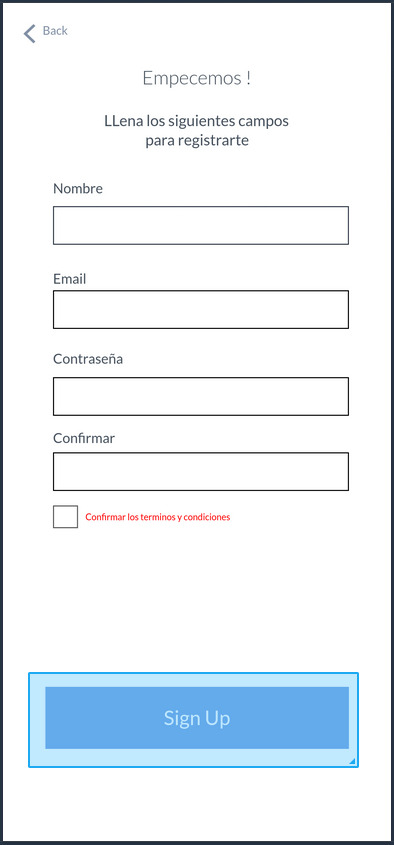 Back
Empecemos !
LLena los siguientes campos
para registrarte
Nombre
Email
Contraseña
Confirmar
Confirmar los terminos y condiciones
Sign Up